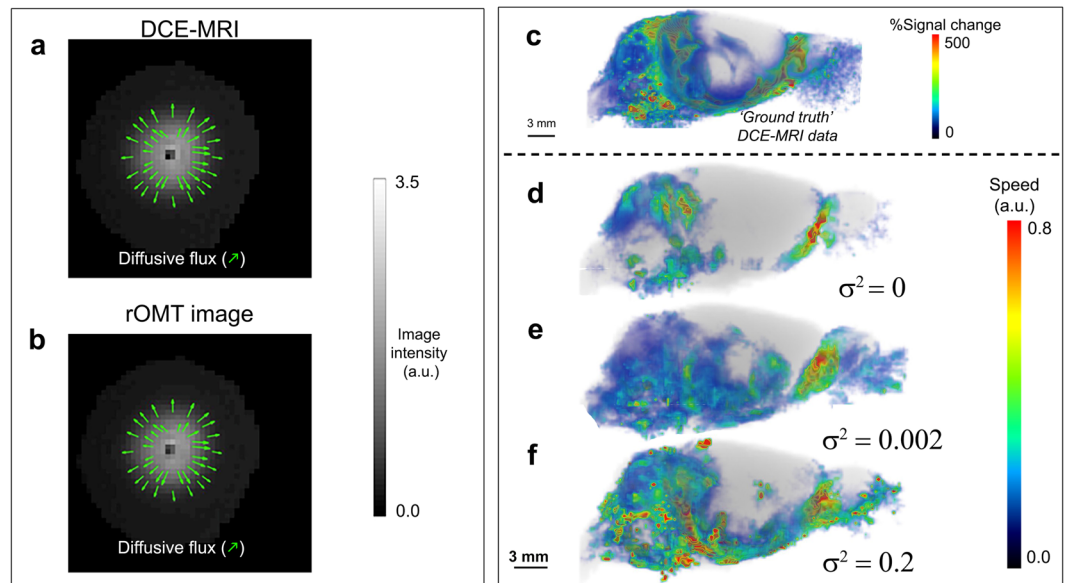 a
DCE-MRI
Diffusive flux (↗)
b
rOMT image
Diffusive flux (↗)
3.5
Image
intensity
(a.u.)
0.0
c
%Signal change
500
0
3 mm
'Ground truth'
DCE-MRI data
d
σ² = 0
e
σ² = 0.002
f
σ² = 0.2
3 mm
Speed
(a.u.)
0.8
0.0